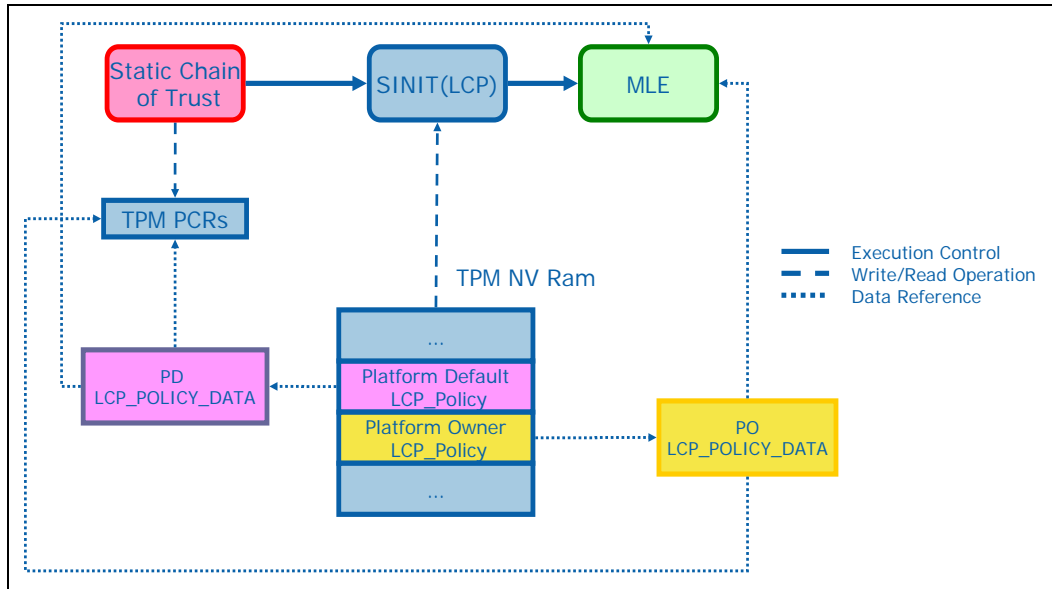 Static Chain
of Trust
SINIT(LCP)
MLE
TPM PCRs
Execution Control
Write/Read Operation
Data Reference
TPM NV Ram
...
PD
LCP_POLICY_DATA
Platform Default
LCP_Policy
Platform Owner
LCP_Policy
PO
LCP_POLICY_DATA
...